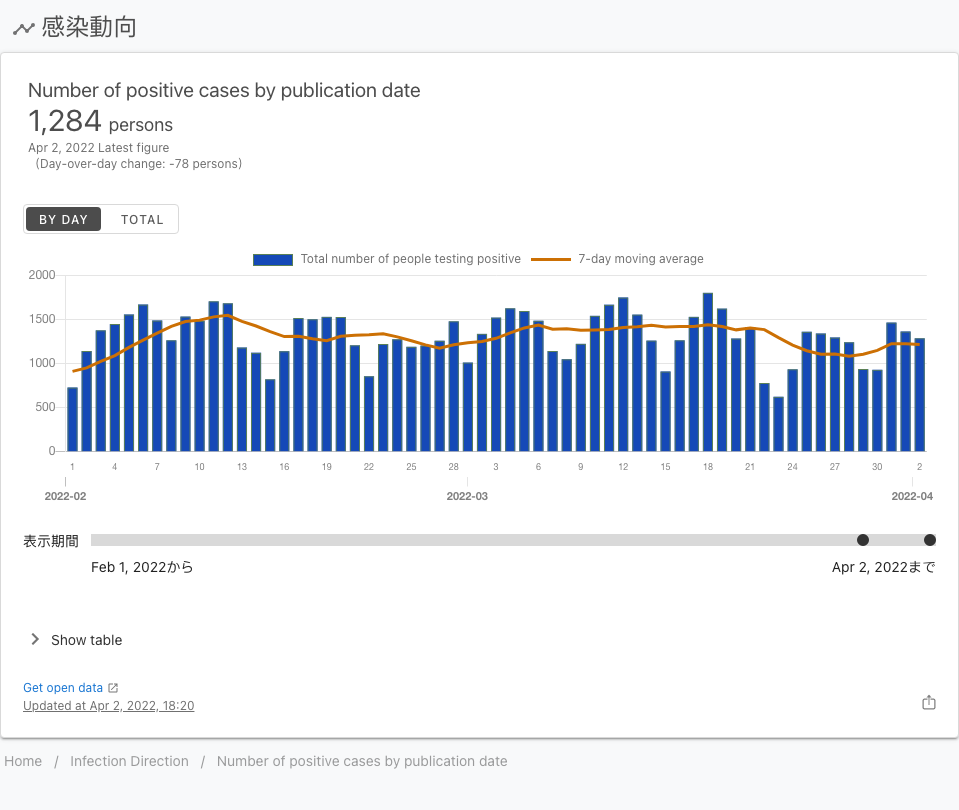 感染動向
Number of positive cases by publication date
1,284 persons
Apr 2, 2022 Latest figure
（Day-over-day change: -78 persons)
BY DAY TOTAL
Total number of people testing positive 7-day moving average
2000
1500
1000
500
0
1 4 7 10 13 16 19 22 25 28 3 6 9 12 15 18 21 24 27 30 2
2022-02 2022-03 2022-04
表示期間
Feb 1, 2022から Apr 2, 2022まで
Show table
Get open data
Updated at Apr 2, 2022, 18:20
Home / Infection Direction / Number of positive cases by publication date